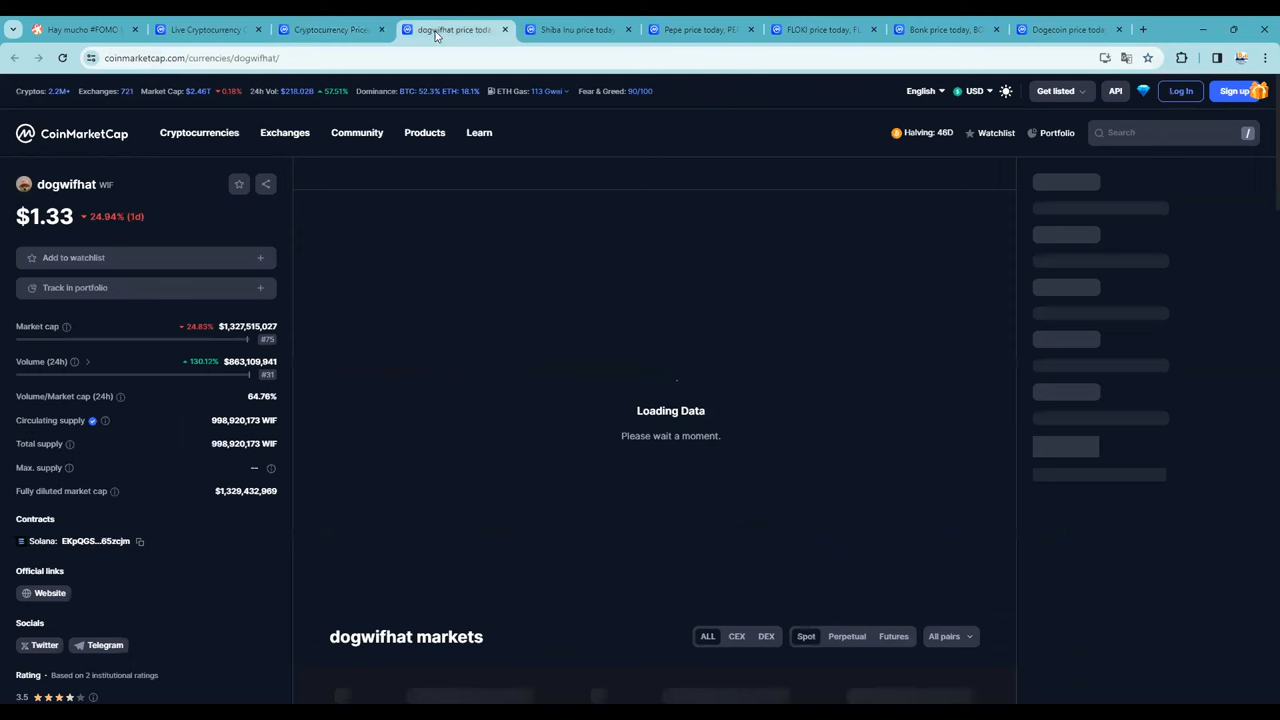 Hay mucho #FOMO
Live Cryptocurrency C
Cryptocurrency Prices
dogwifhat price toda
Shiba Inu price today,
Pepe price today, PE
FLOKI price today, FL
Bonk price today, BO
Dogecoin price today,
coinmarketcap.com/currencies/dogwifhat/
Cryptos: 2.2M+ Exchanges: 721 Market Cap: $2.46T 0.18% 24h Vol: $218.02B 57.51% Dominance: BTC: 52.3% ETH: 18.1% ETH Gas: 113 Gwei Fear & Greed: 90/100
English USD Get listed API Log In Sign up
CoinMarketCap Cryptocurrencies Exchanges Community Products Learn
Halving: 46D Watchlist Portfolio Search /
dogwifhat WIF
$1.33 24.94% (1d)
Add to watchlist +
Track in portfolio +
Market cap 24.83% $1,327,515,027
#75
Volume (24h) 130.12% $863,109,941
#31
Volume/Market cap (24h) 64.76%
Circulating supply 998,920,173 WIF
Total supply 998,920,173 WIF
Max. supply --
Fully diluted market cap $1,329,432,969
Contracts
Solana: EKpQGS...65zcjm
Official links
Website
Socials
Twitter Telegram
Rating · Based on 2 institutional ratings
3.5
Loading Data
Please wait a moment.
dogwifhat markets
ALL CEX DEX Spot Perpetual Futures All pairs